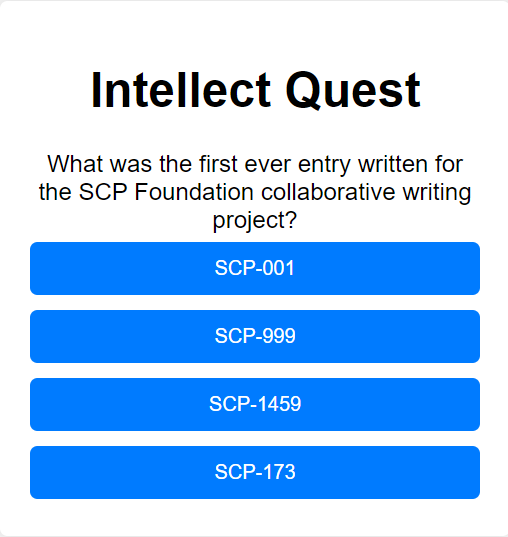 Intellect Quest
What was the first ever entry written for
the SCP Foundation collaborative writing
project?
SCP-001
SCP-999
SCP-1459
SCP-173